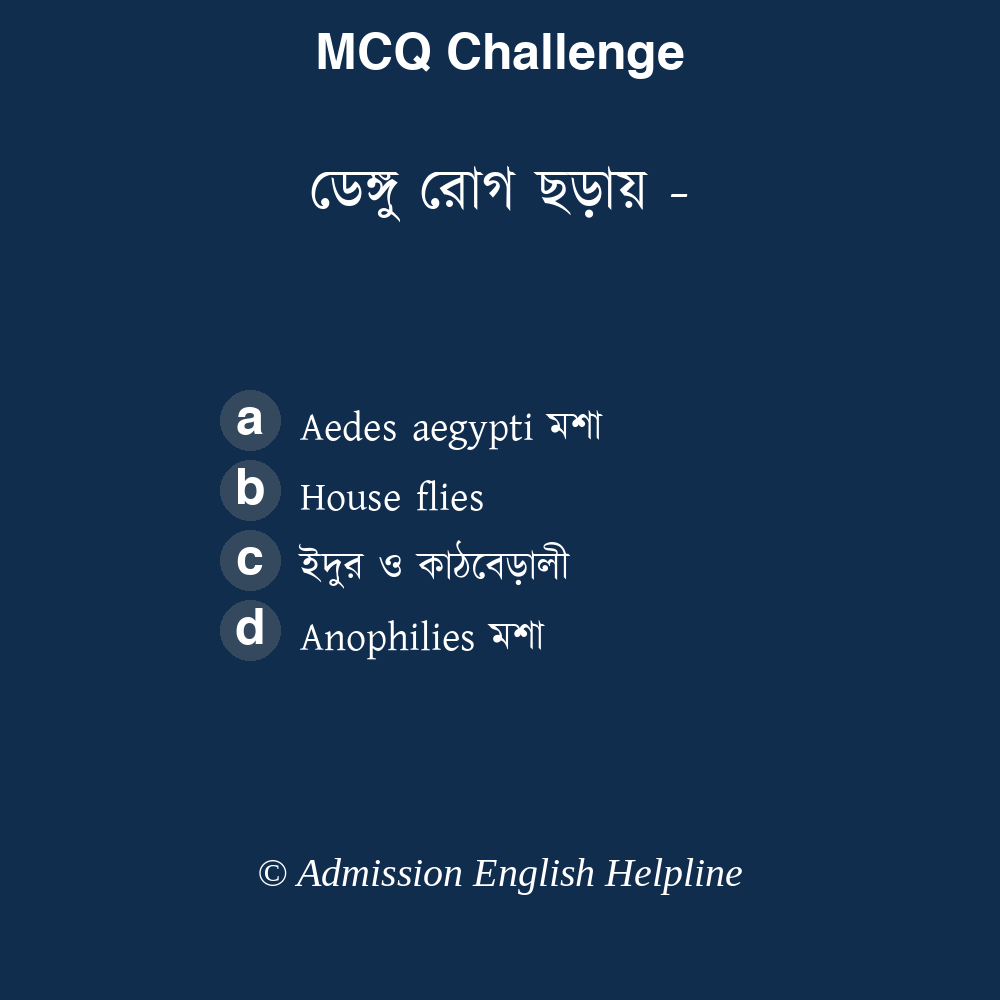 MCQ Challenge
ডেঙ্গু রোগ ছড়ায় -
a Aedes aegypti মশা
b House flies
c ইদুর ও কাঠবেড়ালী
d Anophilies মশা
© Admission English Helpline